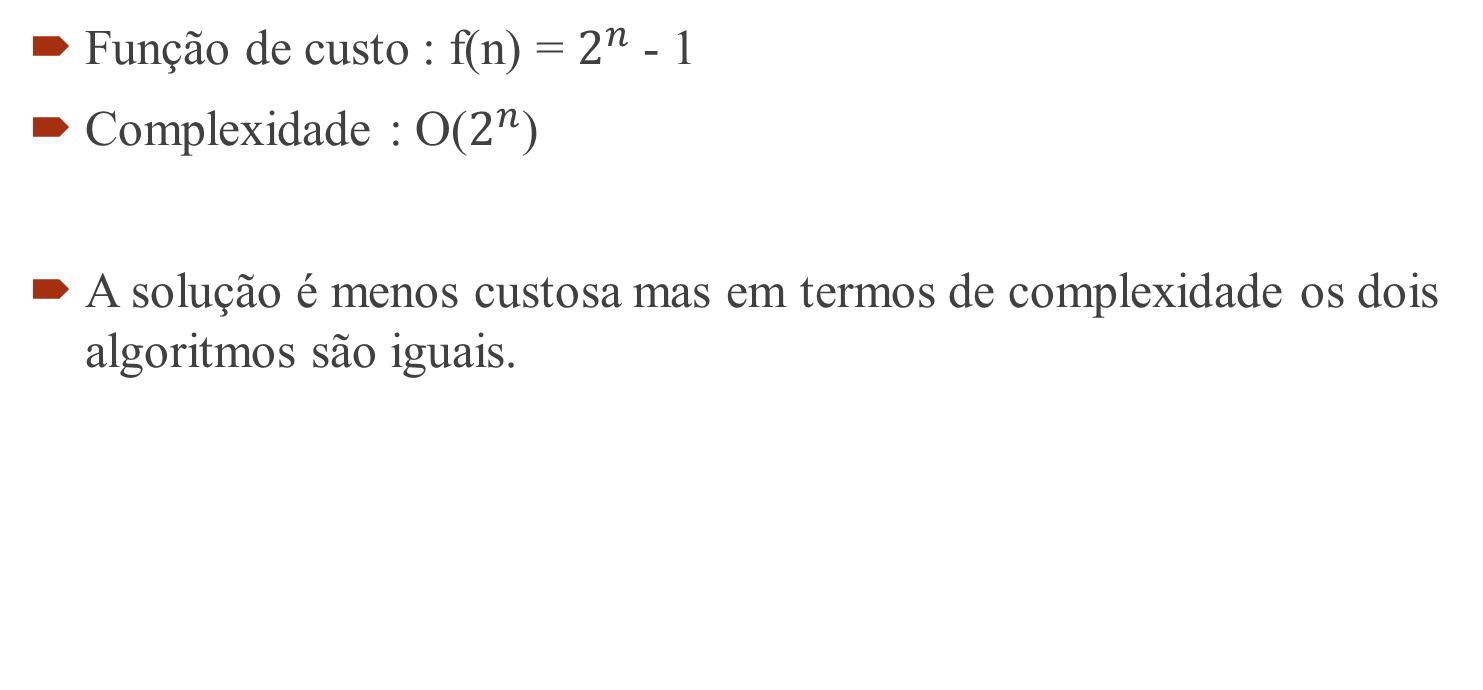 Função de custo : f(n) = 2ⁿ - 1
Complexidade : O(2ⁿ)
A solução é menos custosa mas em termos de complexidade os dois
algoritmos são iguais.